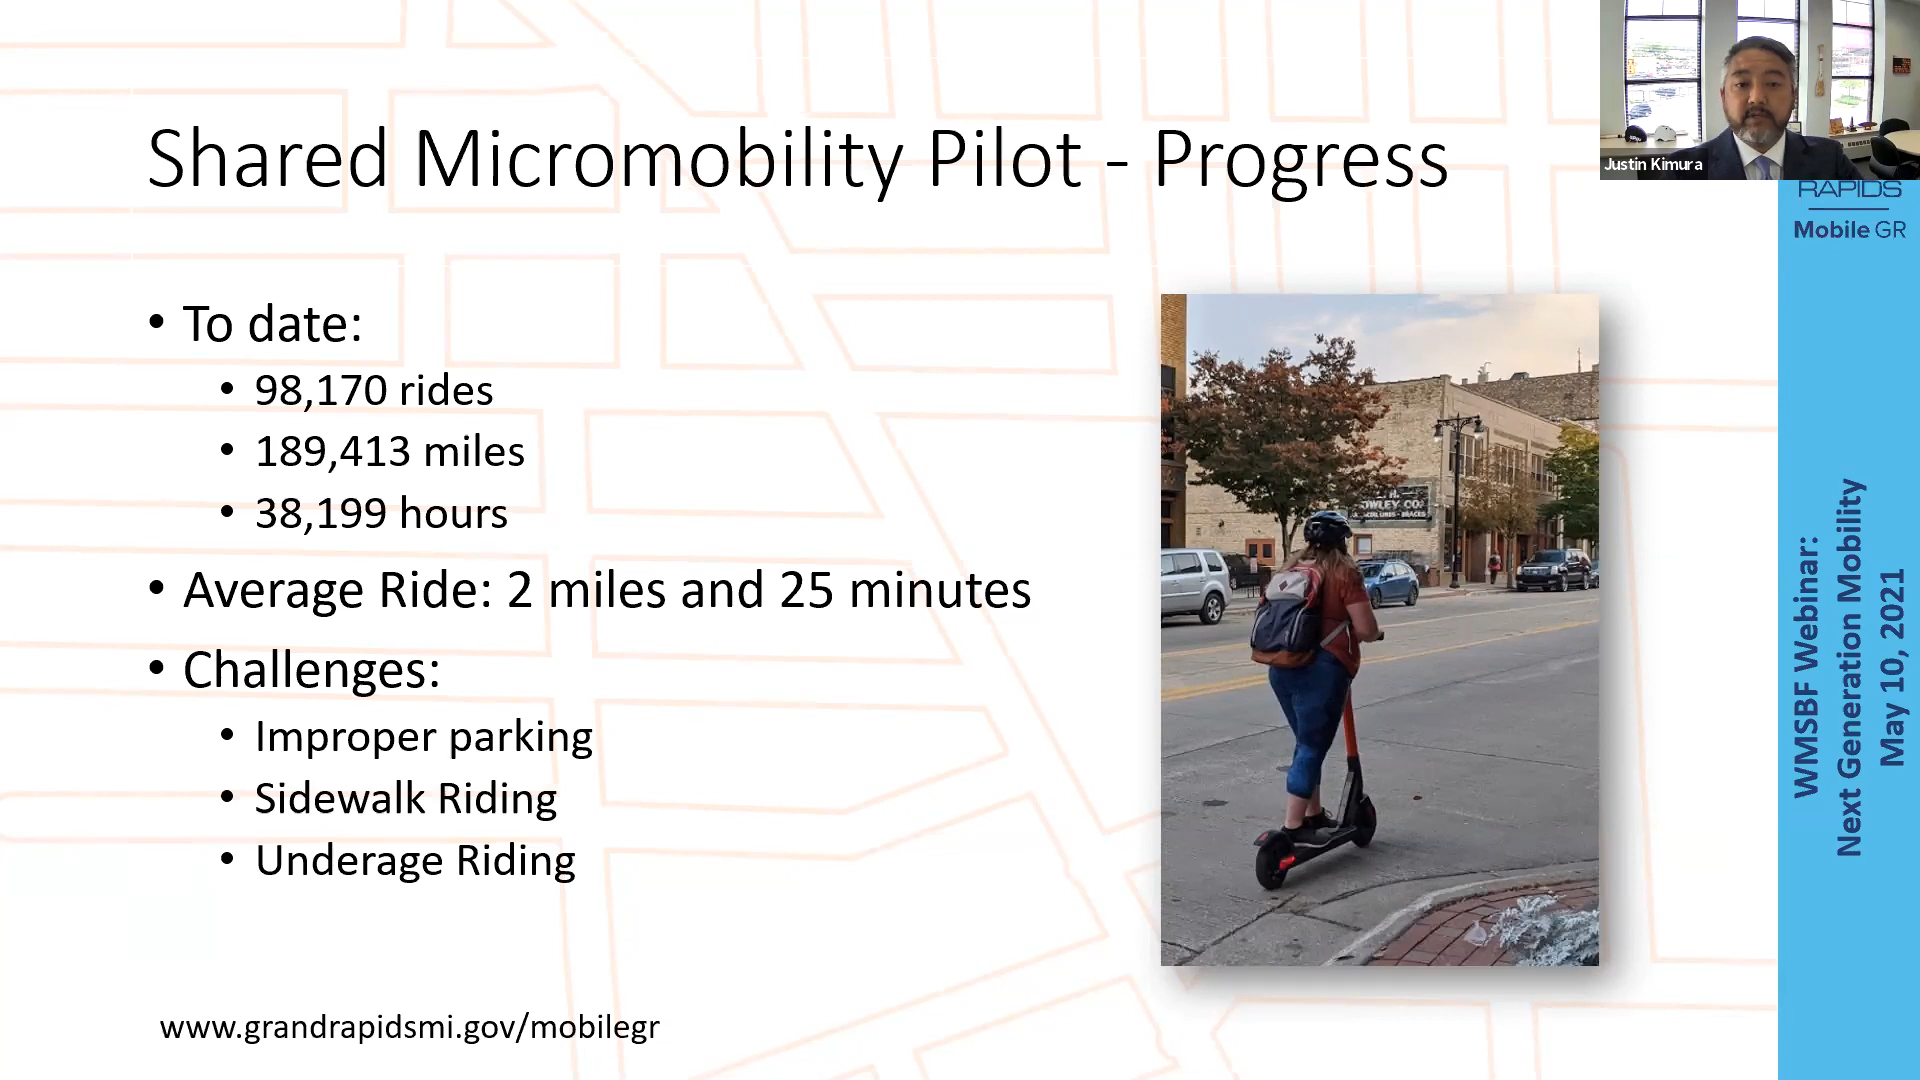 Shared Micromobility Pilot - Progress
Justin Kimura
RAPIDS
Mobile GR
• To date:
• 98,170 rides
• 189,413 miles
• 38,199 hours
• Average Ride: 2 miles and 25 minutes
• Challenges:
• Improper parking
• Sidewalk Riding
• Underage Riding
OWLEY CO.
WMSBF Webinar:
Next Generation Mobility
May 10, 2021
www.grandrapidsmi.gov/mobilegr